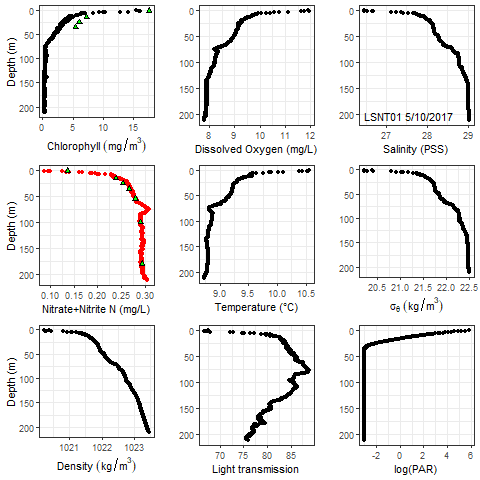 Depth (m)
0
50
100
150
200
0 5 10 15
Chlorophyll (mg/m³)
0
50
100
150
200
8 9 10 11 12
Dissolved Oxygen (mg/L)
0
50
100
150
200
LSNT01 5/10/2017
27 28 29
Salinity (PSS)
Depth (m)
0
50
100
150
200
0.10 0.15 0.20 0.25 0.30
Nitrate+Nitrite N (mg/L)
0
50
100
150
200
9.0 9.5 10.0 10.5
Temperature (°C)
0
50
100
150
200
20.5 21.0 21.5 22.0 22.5
σθ (kg/m³)
Depth (m)
0
50
100
150
200
1021 1022 1023
Density (kg/m³)
0
50
100
150
200
70 75 80 85
Light transmission
0
50
100
150
200
-2 0 2 4 6
log(PAR)